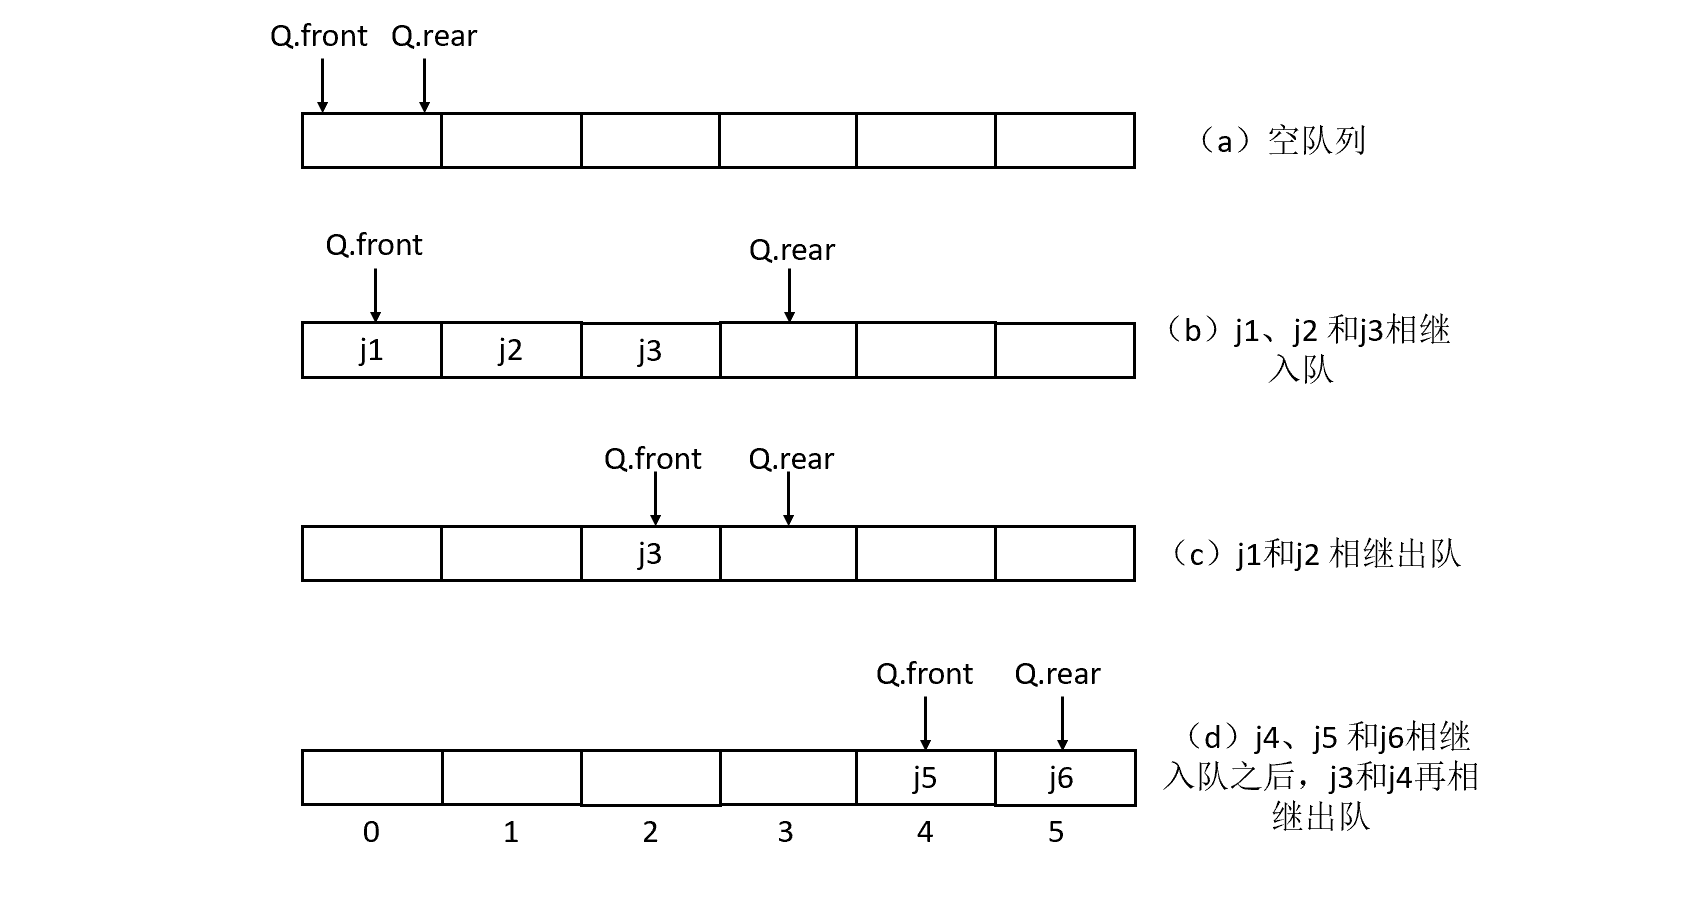 Q.front Q.rear
（a）空队列
Q.front Q.rear
j1 j2 j3
（b）j1、j2 和j3相继
入队
Q.front Q.rear
j3
（c）j1和j2 相继出队
Q.front Q.rear
j5 j6
（d）j4、j5 和j6相继
入队之后，j3和j4再相
继出队
0 1 2 3 4 5